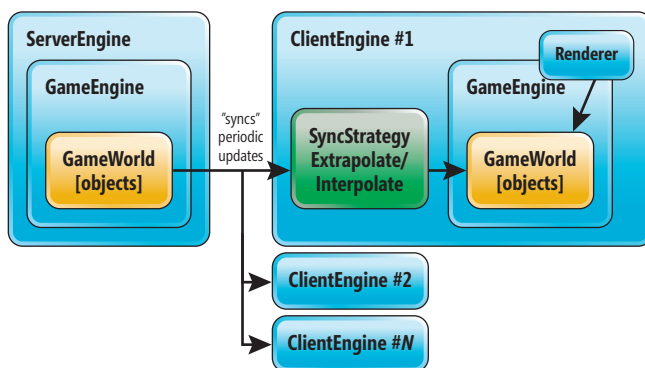 ServerEngine
GameEngine
GameWorld
[objects]
"syncs"
periodic
updates
ClientEngine #1
SyncStrategy
Extrapolate/
Interpolate
Renderer
GameEngine
GameWorld
[objects]
ClientEngine #2
ClientEngine #N